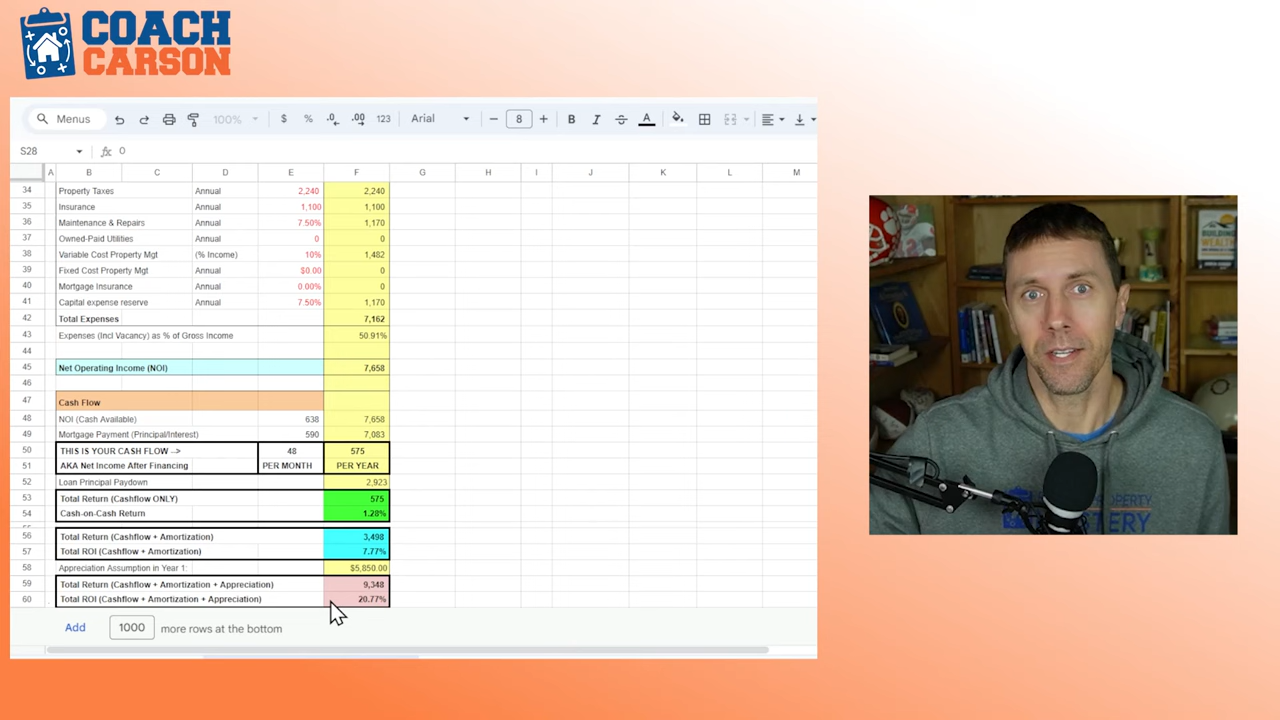 COACH
CARSON
Menus 100% $ % .0 .00 123 Arial 8 B I S A
S28 fx 0
A B C D E F G H I J K L M
34 Property Taxes Annual 2,240 2,240
35 Insurance Annual 1,100 1,100
36 Maintenance & Repairs Annual 7.50% 1,170
37 Owned-Paid Utilities Annual 0 0
38 Variable Cost Property Mgt (% Income) 10% 1,482
39 Fixed Cost Property Mgt Annual $0.00 0
40 Mortgage Insurance Annual 0.00% 0
41 Capital expense reserve Annual 7.50% 1,170
42 Total Expenses 7,162
43 Expenses (Incl Vacancy) as % of Gross Income 50.91%
44
45 Net Operating Income (NOI) 7,658
46
47 Cash Flow
48 NOI (Cash Available) 638 7,658
49 Mortgage Payment (Principal/Interest) 590 7,083
50 THIS IS YOUR CASH FLOW --> 48 575
51 AKA Net Income After Financing PER MONTH PER YEAR
52 Loan Principal Paydown 2,923
53 Total Return (Cashflow ONLY) 575
54 Cash-on-Cash Return 1.28%
56 Total Return (Cashflow + Amortization) 3,498
57 Total ROI (Cashflow + Amortization) 7.77%
58 Appreciation Assumption in Year 1: $5,850.00
59 Total Return (Cashflow + Amortization + Appreciation) 9,348
60 Total ROI (Cashflow + Amortization + Appreciation) 20.77%
Add 1000 more rows at the bottom
BUILDING
WEALTH